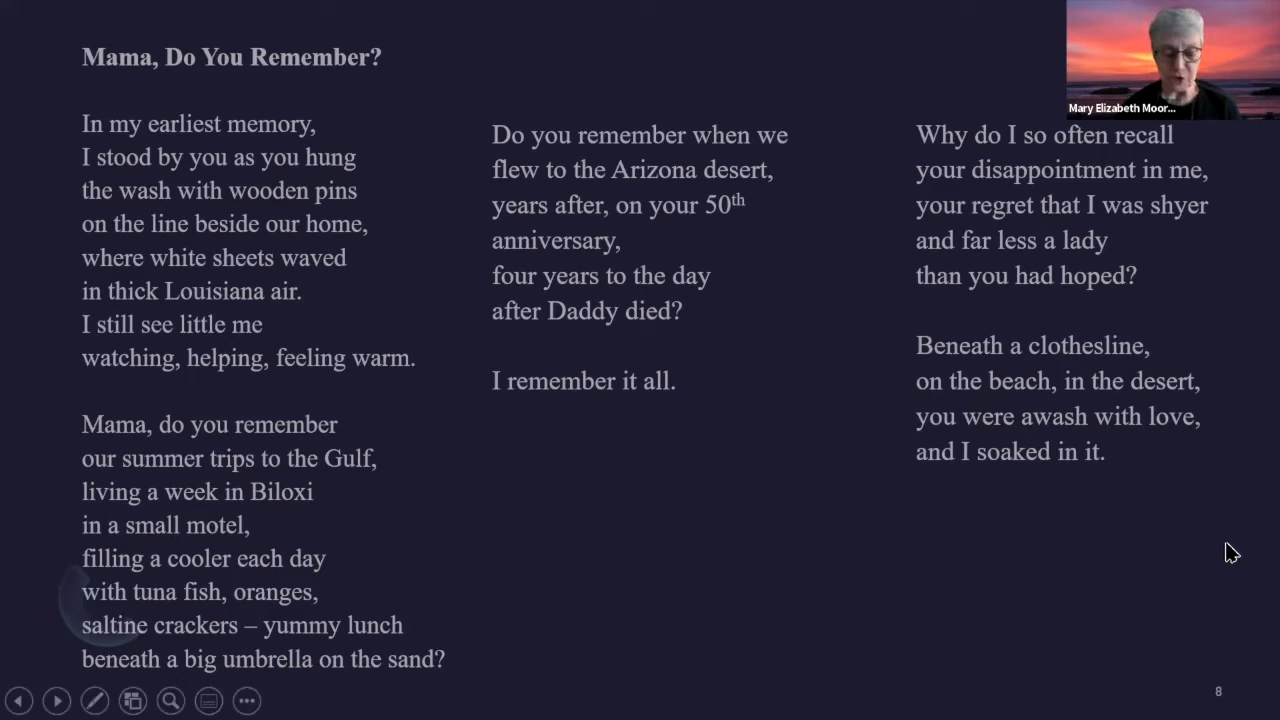 Mama, Do You Remember?
In my earliest memory,
I stood by you as you hung
the wash with wooden pins
on the line beside our home,
where white sheets waved
in thick Louisiana air.
I still see little me
watching, helping, feeling warm.
Mama, do you remember
our summer trips to the Gulf,
living a week in Biloxi
in a small motel,
filling a cooler each day
with tuna fish, oranges,
saltine crackers – yummy lunch
beneath a big umbrella on the sand?
Do you remember when we
flew to the Arizona desert,
years after, on your 50th
anniversary,
four years to the day
after Daddy died?
I remember it all.
Why do I so often recall
your disappointment in me,
your regret that I was shyer
and far less a lady
than you had hoped?
Beneath a clothesline,
on the beach, in the desert,
you were awash with love,
and I soaked in it.
Mary Elizabeth Moor...
8